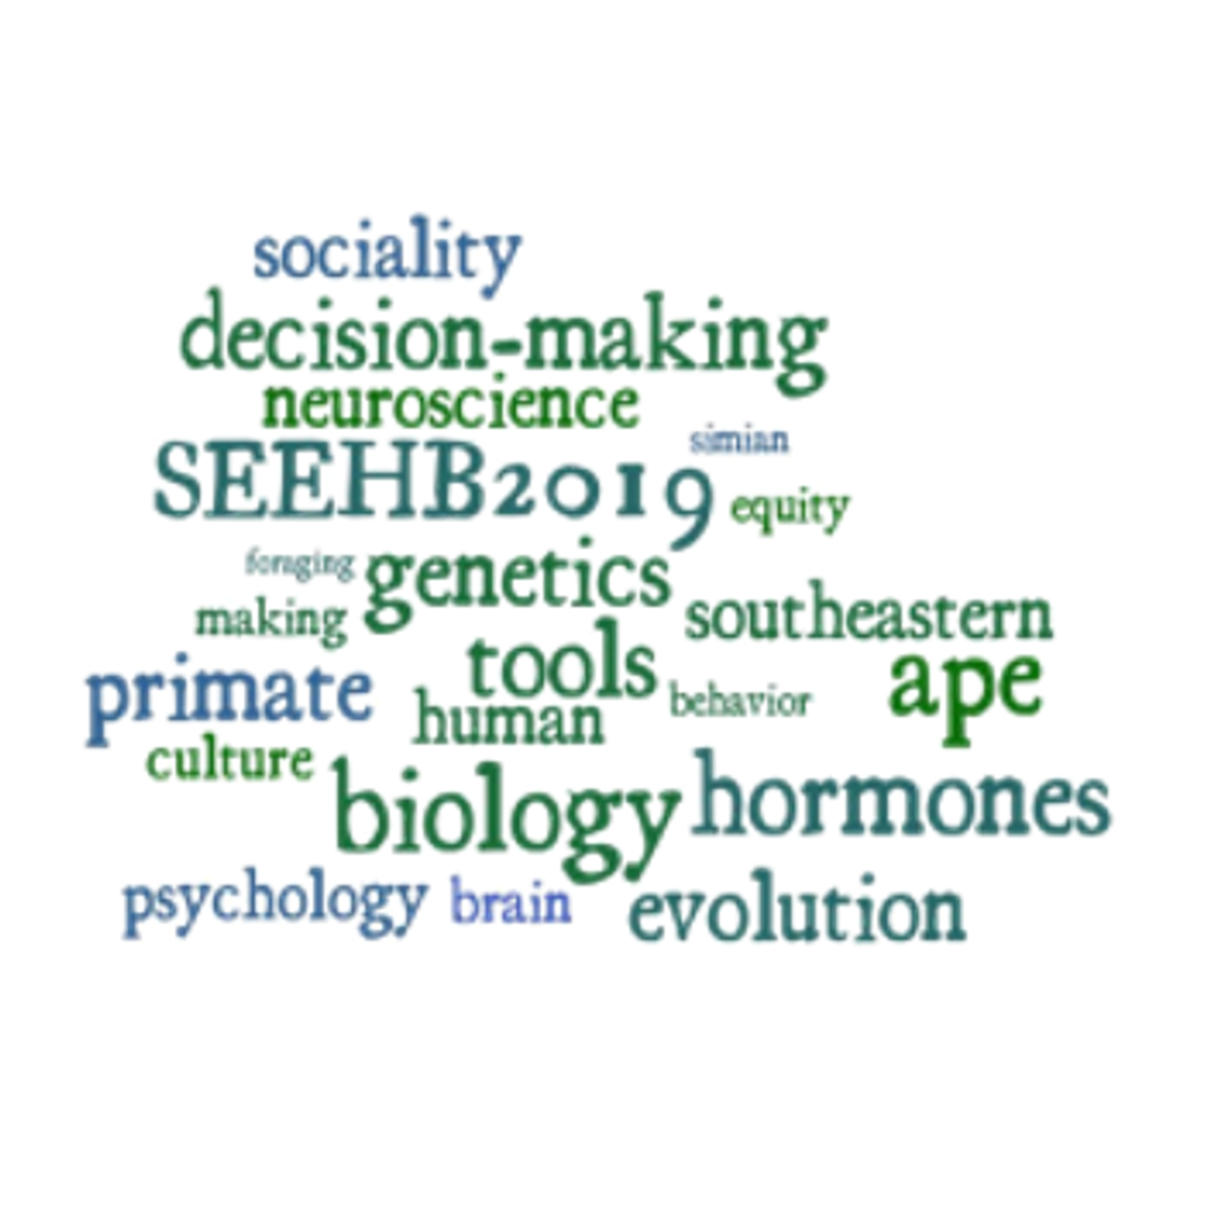 sociality
decision-making
neuroscience
simian
SEEHB2019
equity
foraging
genetics
making
southeastern
tools
primate
ape
behavior
human
culture
biology
hormones
psychology
brain
evolution